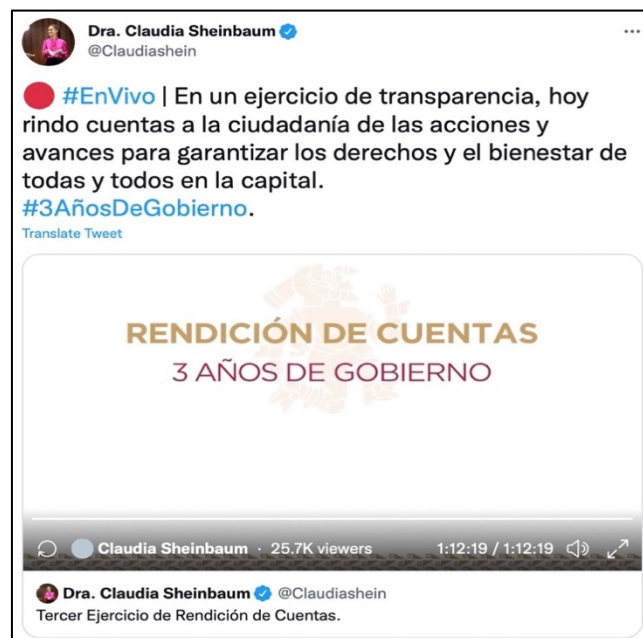 Dra. Claudia Sheinbaum
@Claudiashein
#EnVivo | En un ejercicio de transparencia, hoy
rindo cuentas a la ciudadanía de las acciones y
avances para garantizar los derechos y el bienestar de
todas y todos en la capital.
#3AñosDeGobierno.
Translate Tweet
RENDICIÓN DE CUENTAS
3 AÑOS DE GOBIERNO
Claudia Sheinbaum · 25.7K viewers 1:12:19 / 1:12:19
Dra. Claudia Sheinbaum @Claudiashein
Tercer Ejercicio de Rendición de Cuentas.